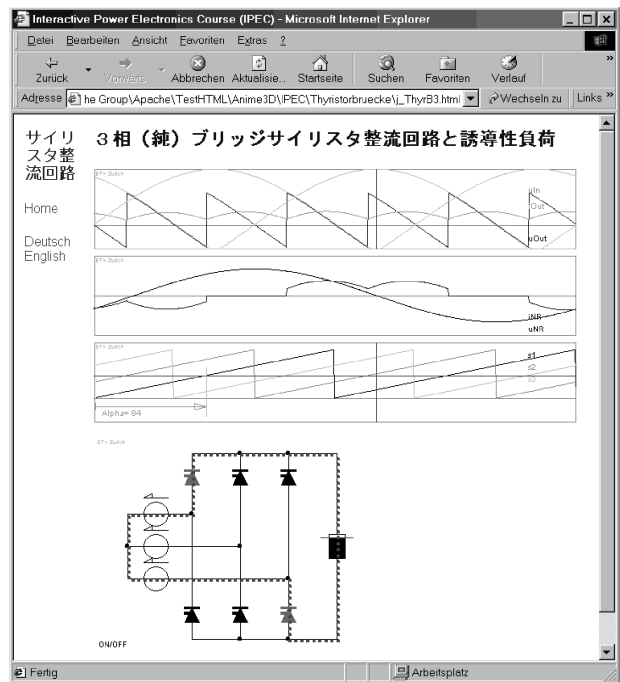 Interactive Power Electronics Course (IPEC) - Microsoft Internet Explorer
Datei Bearbeiten Ansicht Favoriten Extras ?
Zurück Vorwärts Abbrechen Aktualisie... Startseite Suchen Favoriten Verlauf »
Adresse he Group\Apache\TestHTML\Anime3D\IPEC\Thyristorbruecke\j_ThyrB3.html Wechseln zu Links »
サイリ
スタ整
流回路
Home
Deutsch
English
3相（純）ブリッジサイリスタ整流回路と誘導性負荷
uIn
uOut
iNR
uNR
s1
s2
s3
Alpha= 84
ON/OFF
Fertig Arbeitsplatz